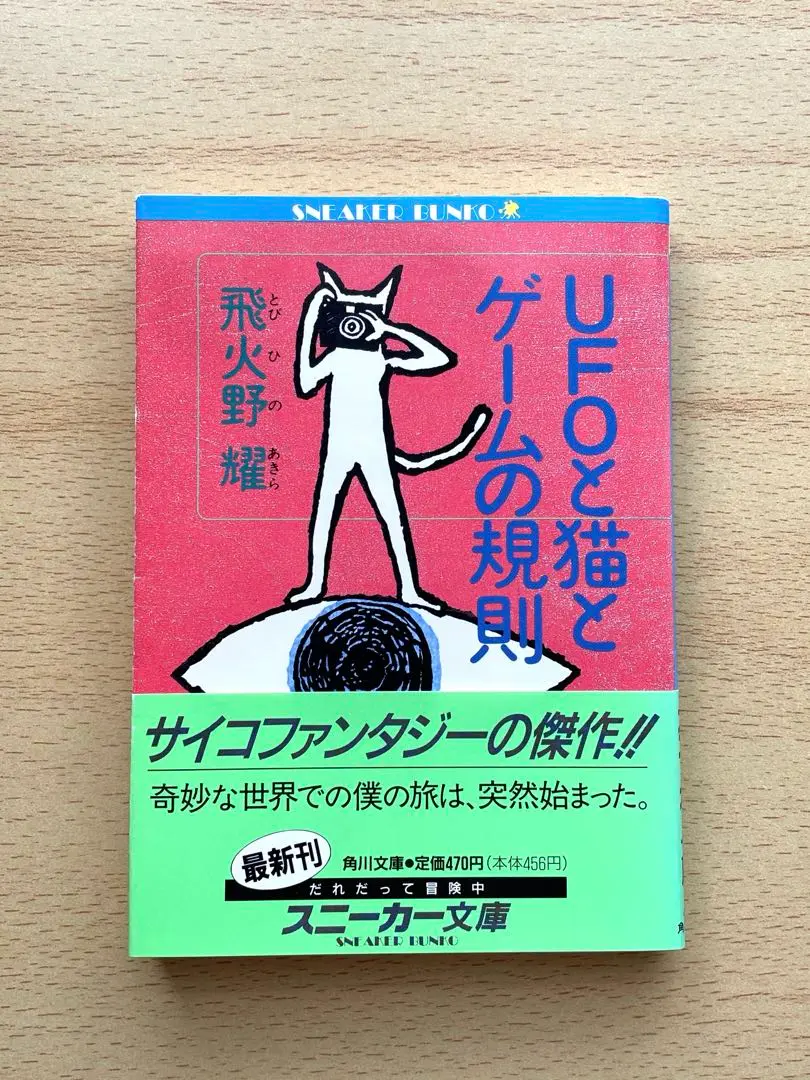 SNEAKER BUNKO
UFOと猫と
ゲームの規則
飛火野 耀
とび ひ の あきら
サイコファンタジーの傑作!!
奇妙な世界での僕の旅は、突然始まった。
最新刊
角川文庫●定価470円(本体456円)
だれだって冒険中
スニーカー文庫
SNEAKER BUNKO
角